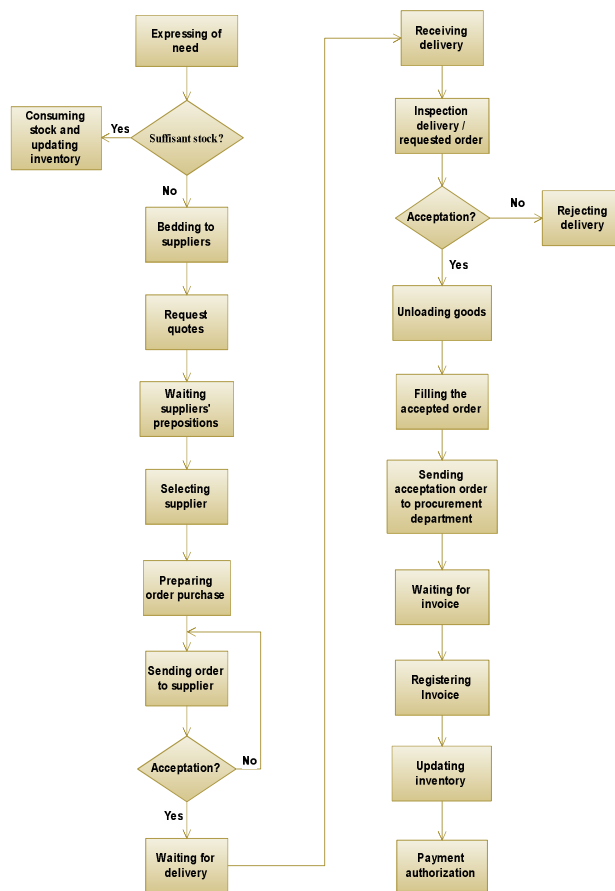 Expressing of
need
Suffisant stock?
Yes
Consuming
stock and
updating
inventory
No
Bedding to
suppliers
Request
quotes
Waiting
suppliers'
prepositions
Selecting
supplier
Preparing
order purchase
Sending order
to supplier
Acceptation?
No
Yes
Waiting for
delivery
Receiving
delivery
Inspection
delivery /
requested order
Acceptation?
No
Rejecting
delivery
Yes
Unloading goods
Filling the
accepted order
Sending
acceptation order
to procurement
department
Waiting for
invoice
Registering
Invoice
Updating
inventory
Payment
authorization